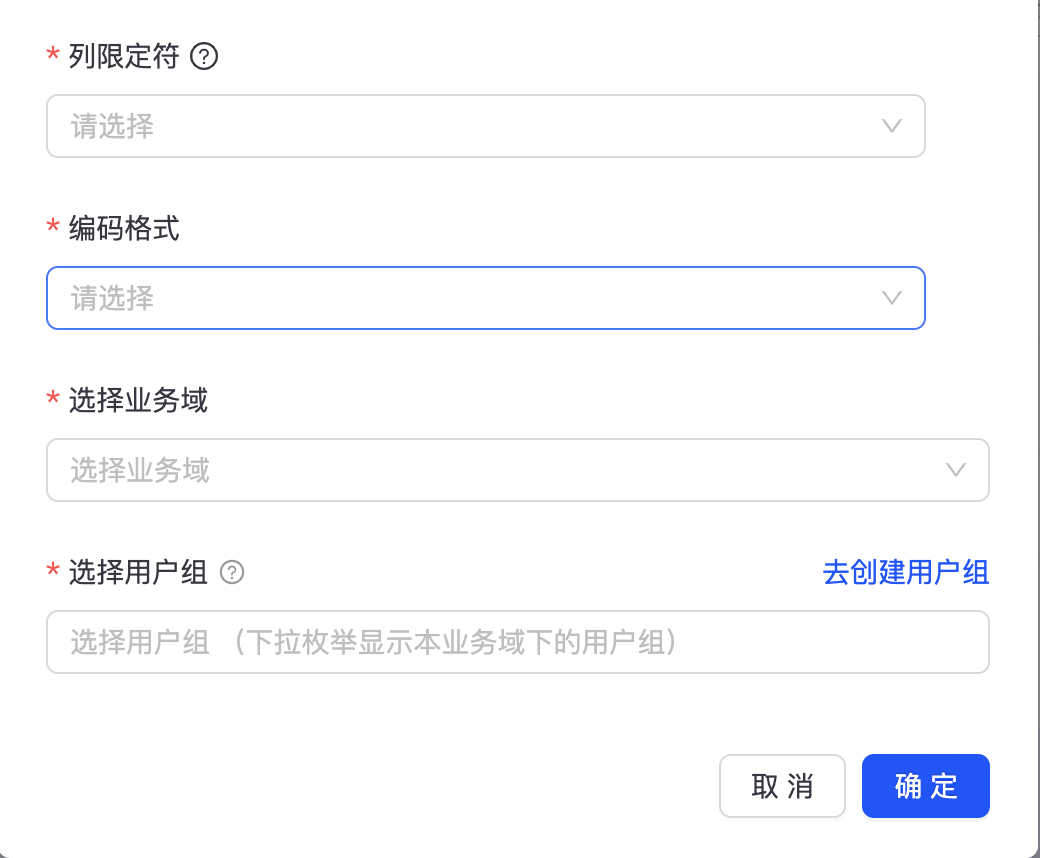 * 列限定符 ?
请选择
* 编码格式
请选择
* 选择业务域
选择业务域
* 选择用户组 ? 去创建用户组
选择用户组 （下拉枚举显示本业务域下的用户组）
取 消 确 定